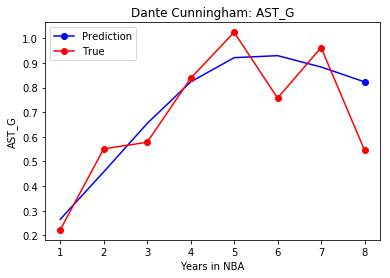 Dante Cunningham: AST_G
Prediction
True
AST_G
1.0
0.9
0.8
0.7
0.6
0.5
0.4
0.3
0.2
1 2 3 4 5 6 7 8
Years in NBA